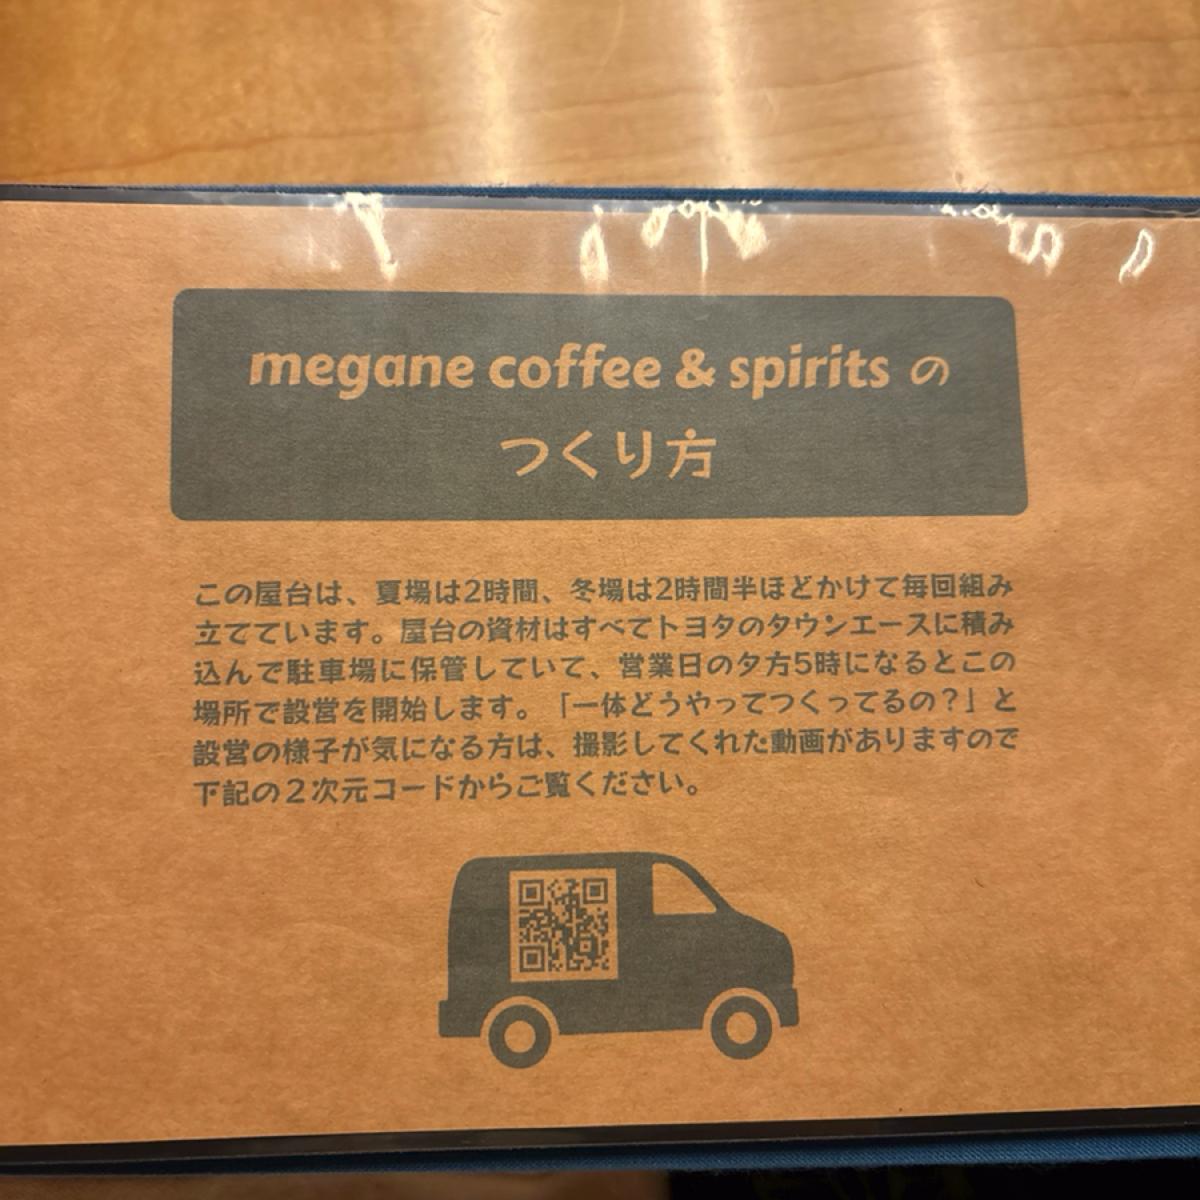 megane coffee & spirits の
つくり方
この屋台は、夏場は2時間、冬場は2時間半ほどかけて毎回組み
立てています。屋台の資材はすべてトヨタのタウンエースに積み
込んで駐車場に保管していて、営業日の夕方5時になるとこの
場所で設営を開始します。「一体どうやってつくってるの？」と
設営の様子が気になる方は、撮影してくれた動画がありますので
下記の２次元コードからご覧ください。